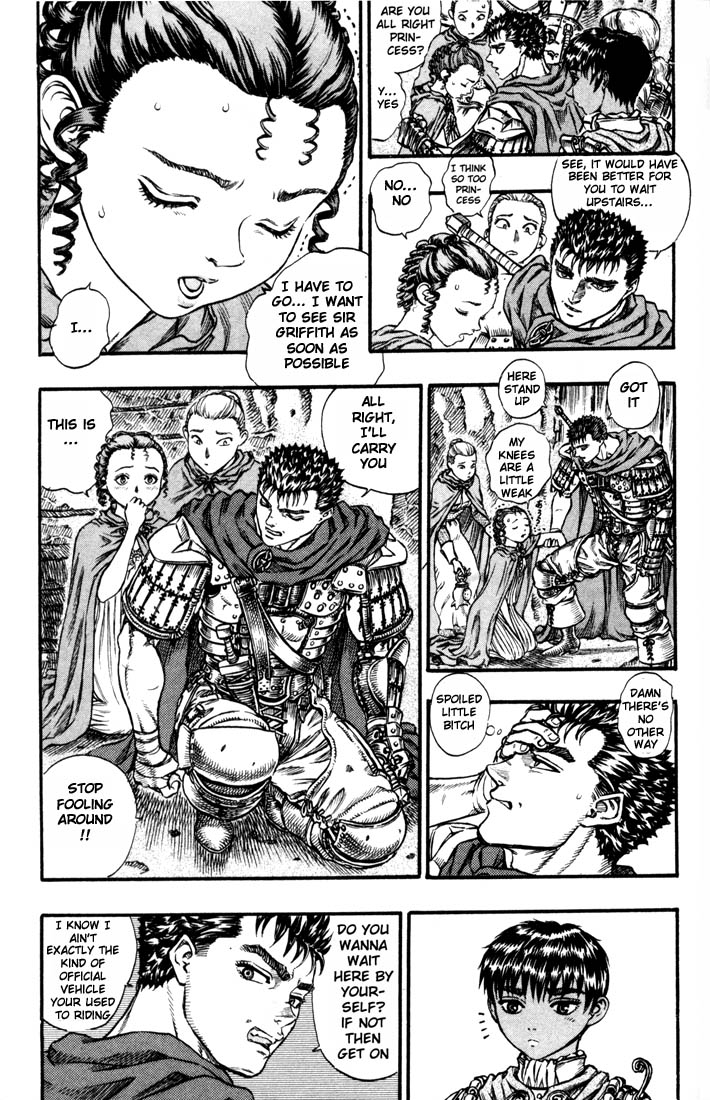 ARE YOU
ALL RIGHT
PRIN-
CESS?
Y...
YES
SEE, IT WOULD HAVE
BEEN BETTER FOR
YOU TO WAIT
UPSTAIRS...
I THINK
SO TOO
PRIN-
CESS
NO...
NO
I HAVE TO
GO... I WANT
TO SEE SIR
GRIFFITH AS
SOON AS
POSSIBLE
I...
GOT
IT
HERE
STAND
UP
MY
KNEES ARE
A LITTLE
WEAK
DAMN
THERE'S
NO OTHER
WAY
SPOILED
LITTLE
BITCH
ALL
RIGHT,
I'LL
CARRY
YOU
THIS IS
...
STOP
FOOLING
AROUND
!!
DO YOU
WANNA
WAIT
HERE BY
YOUR-
SELF?
IF NOT
THEN
GET ON
I KNOW I
AIN'T
EXACTLY THE
KIND OF
OFFICIAL
VEHICLE
YOUR USED
TO RIDING